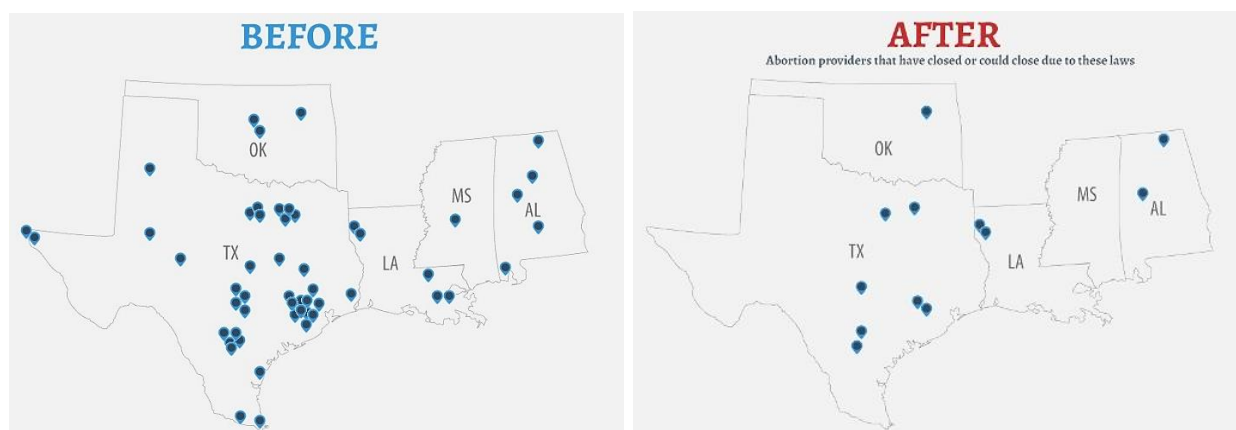 BEFORE
OK
MS
AL
TX
LA
AFTER
Abortion providers that have closed or could close due to these laws
OK
MS
AL
TX
LA